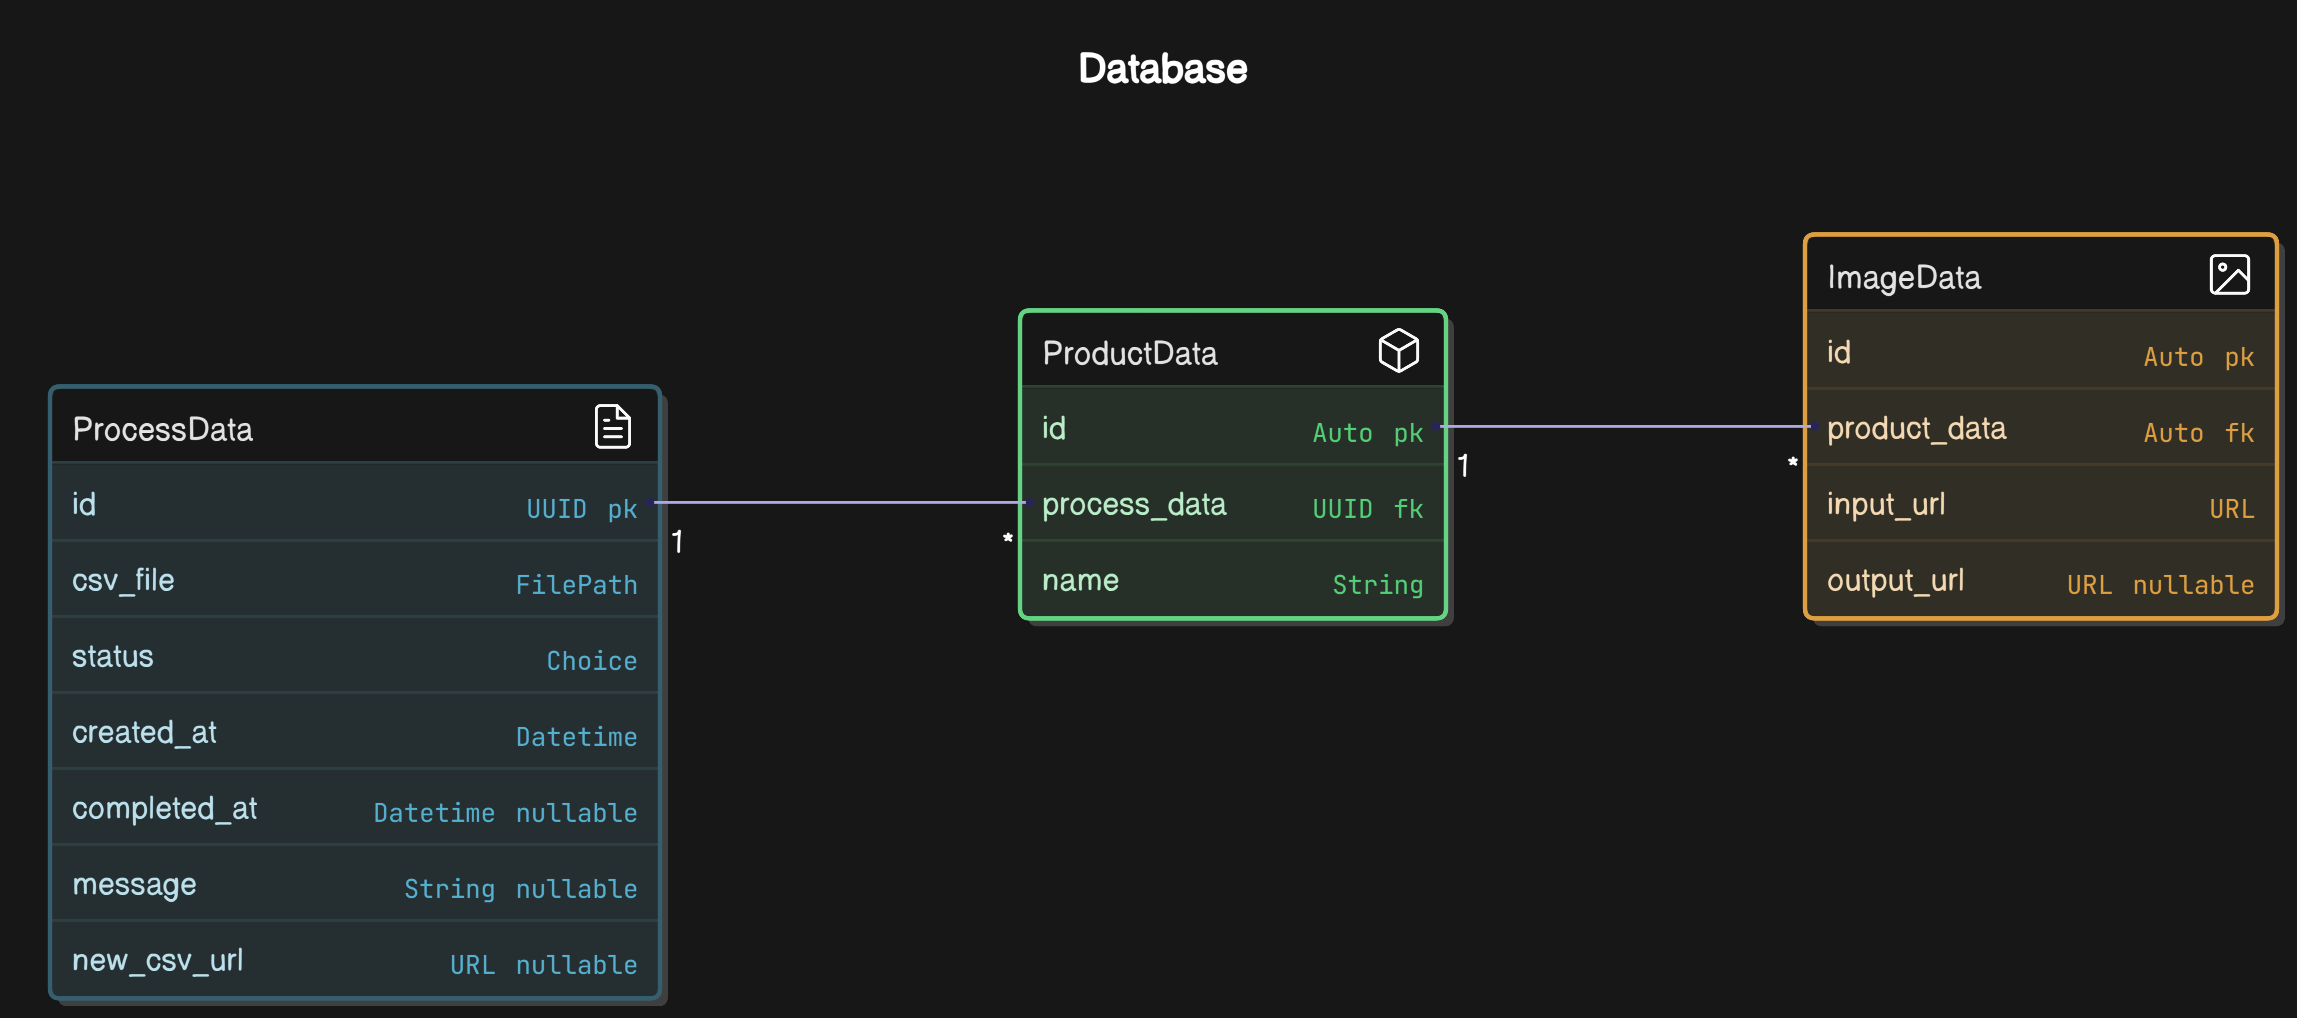 Database
ProcessData
id UUID pk
csv_file FilePath
status Choice
created_at Datetime
completed_at Datetime nullable
message String nullable
new_csv_url URL nullable
1
*
ProductData
id Auto pk
process_data UUID fk
name String
1
*
ImageData
id Auto pk
product_data Auto fk
input_url URL
output_url URL nullable